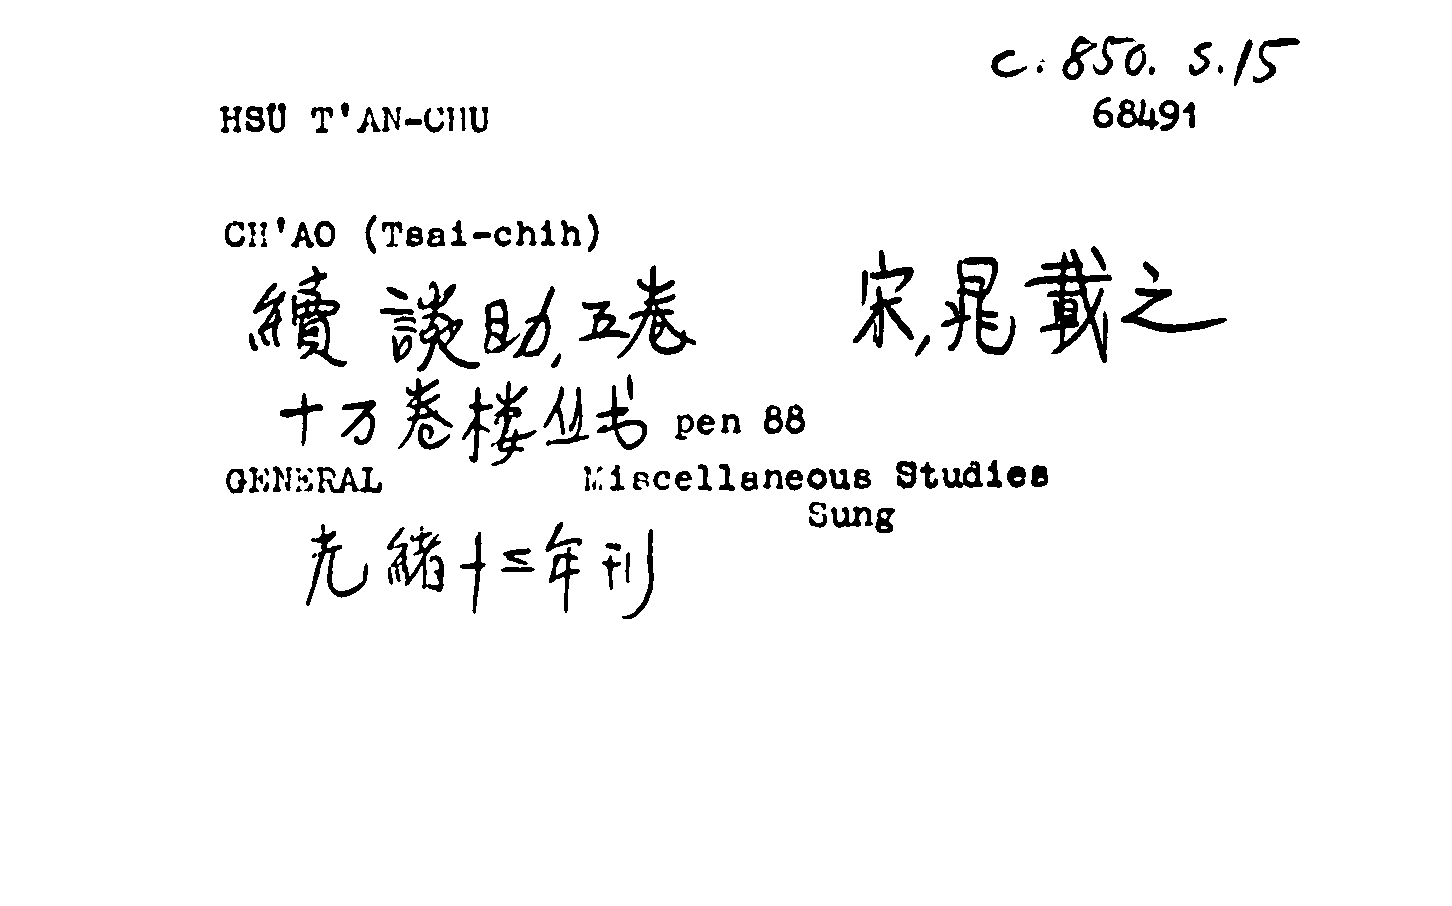 C. 850. S. 15
HSÜ T'AN-CHU
68491
CH'AO (Tsai-chih)
續談助, 五卷 宋, 晁載之
十万卷楼丛书 pen 88
GENERAL Miscellaneous Studies
Sung
光緒十三年刊